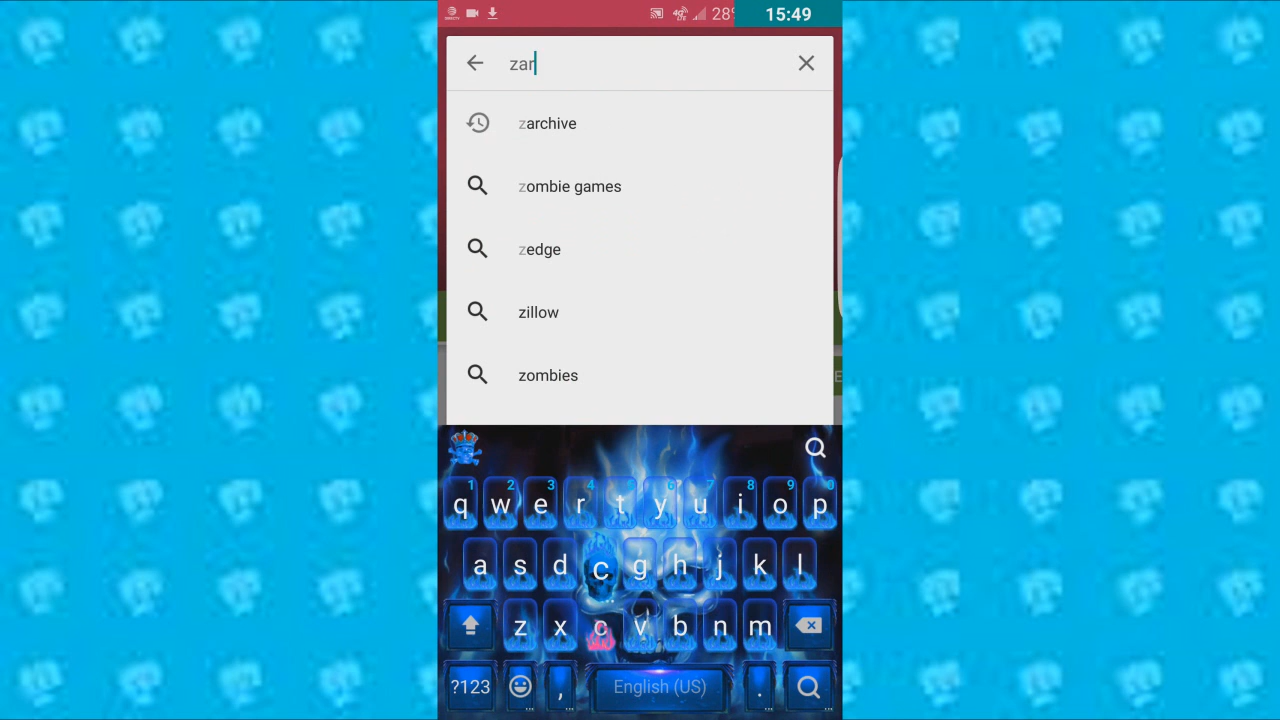 28%
15:49
zar
zarchive
zombie games
zedge
zillow
zombies
E
1 2 3 4 5 6 7 8 9 0
q w e r t y u i o p
a s d c g h j k l
z x c v b n m
?123 , English (US) .